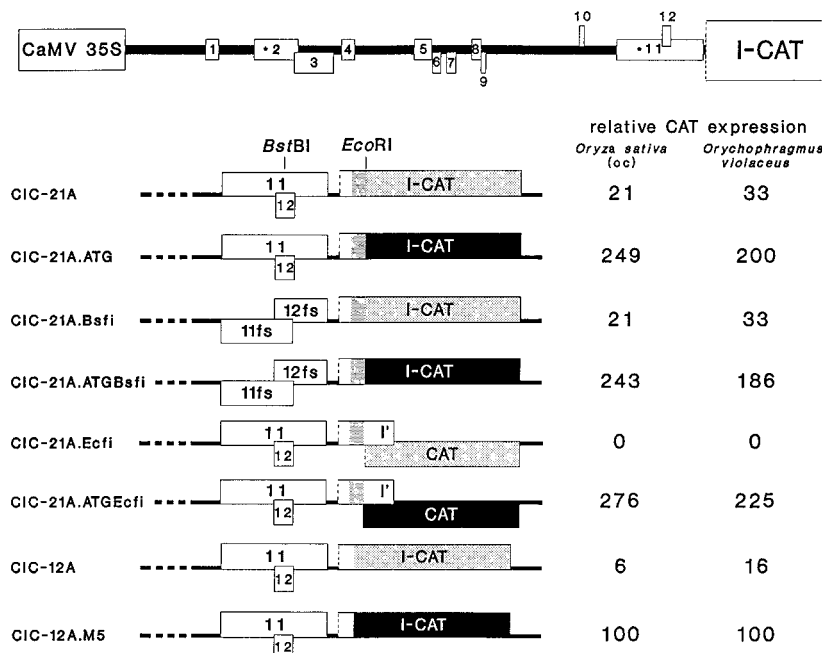 10 12
CaMV 35S 1 *2 3 4 5 6 7 8 9 *11 I-CAT
relative CAT expression
Oryza sativa (oc) Orychophragmus violaceus
BstBI EcoRI
CIC-21A 11 12 I-CAT 21 33
CIC-21A.ATG 11 12 I-CAT 249 200
CIC-21A.Bsfi 12fs 11fs I-CAT 21 33
CIC-21A.ATGBsfi 12fs 11fs I-CAT 243 186
CIC-21A.Ecfi 11 12 I' CAT 0 0
CIC-21A.ATGEcfi 11 12 I' CAT 276 225
CIC-12A 11 12 I-CAT 6 16
CIC-12A.M5 11 12 I-CAT 100 100